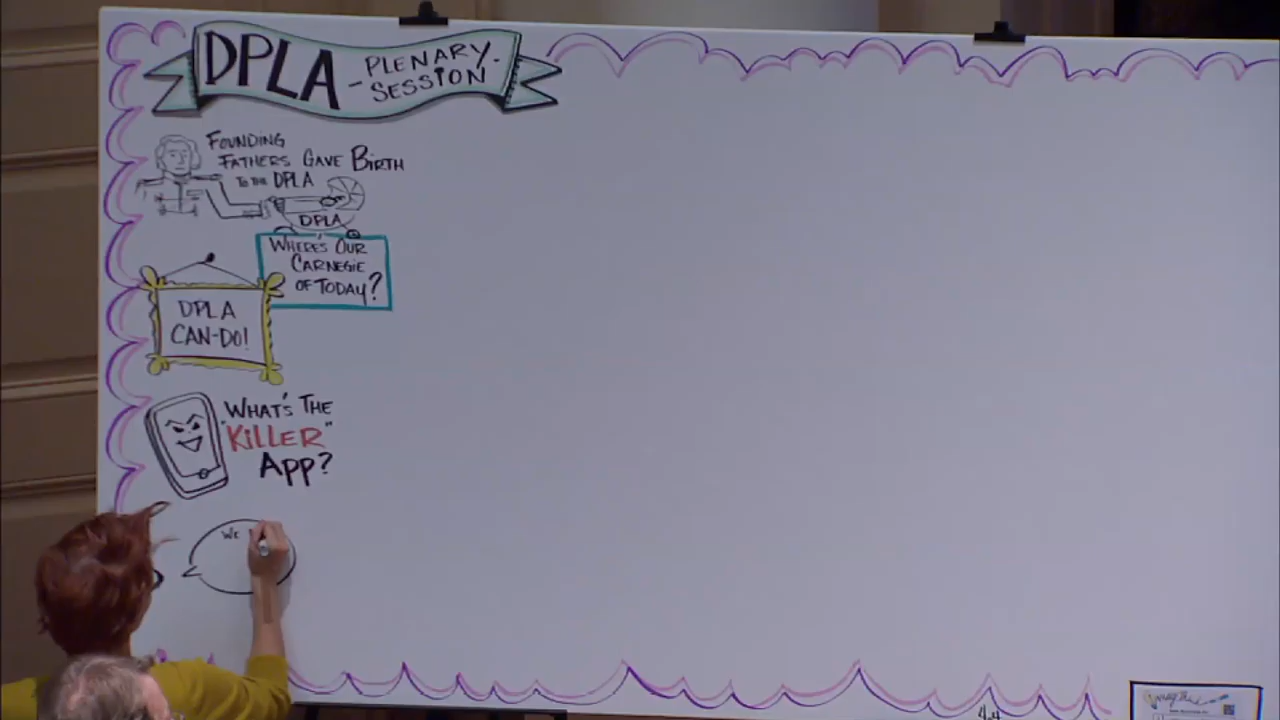 DPLA
- PLENARY -
SESSION
FOUNDING
FATHERS GAVE BIRTH
TO THE DPLA
DPLA
WHERE'S OUR
CARNEGIE
OF TODAY?
DPLA
CAN-DO!
WHAT'S THE
"KILLER"
APP?
WE